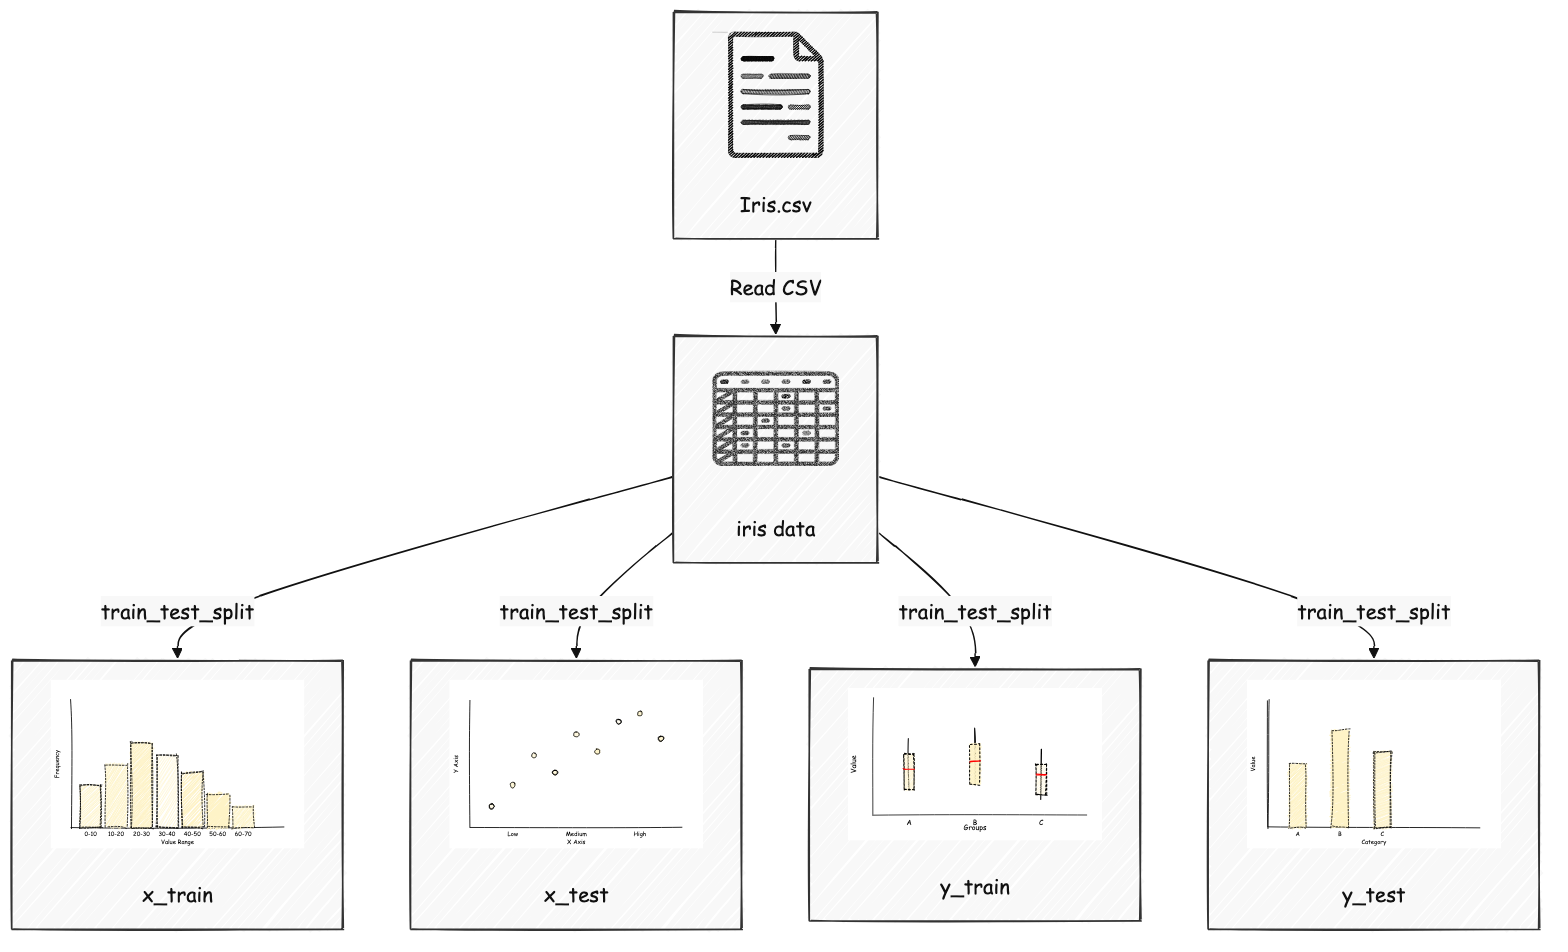 Iris.csv
Read CSV
iris data
train_test_split
train_test_split
train_test_split
train_test_split
Frequency
0-10 10-20 20-30 30-40 40-50 50-60 60-70
Value Range
x_train
Y Axis
Low Medium High
X Axis
x_test
Value
A B C
Groups
y_train
Value
A B C
Category
y_test